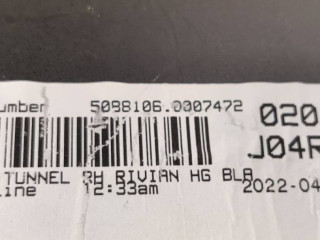 umber 5088106.0007472 020
J04R
TUNNEL RH RIVIAN HG BLA
line 12:33am 2022-04